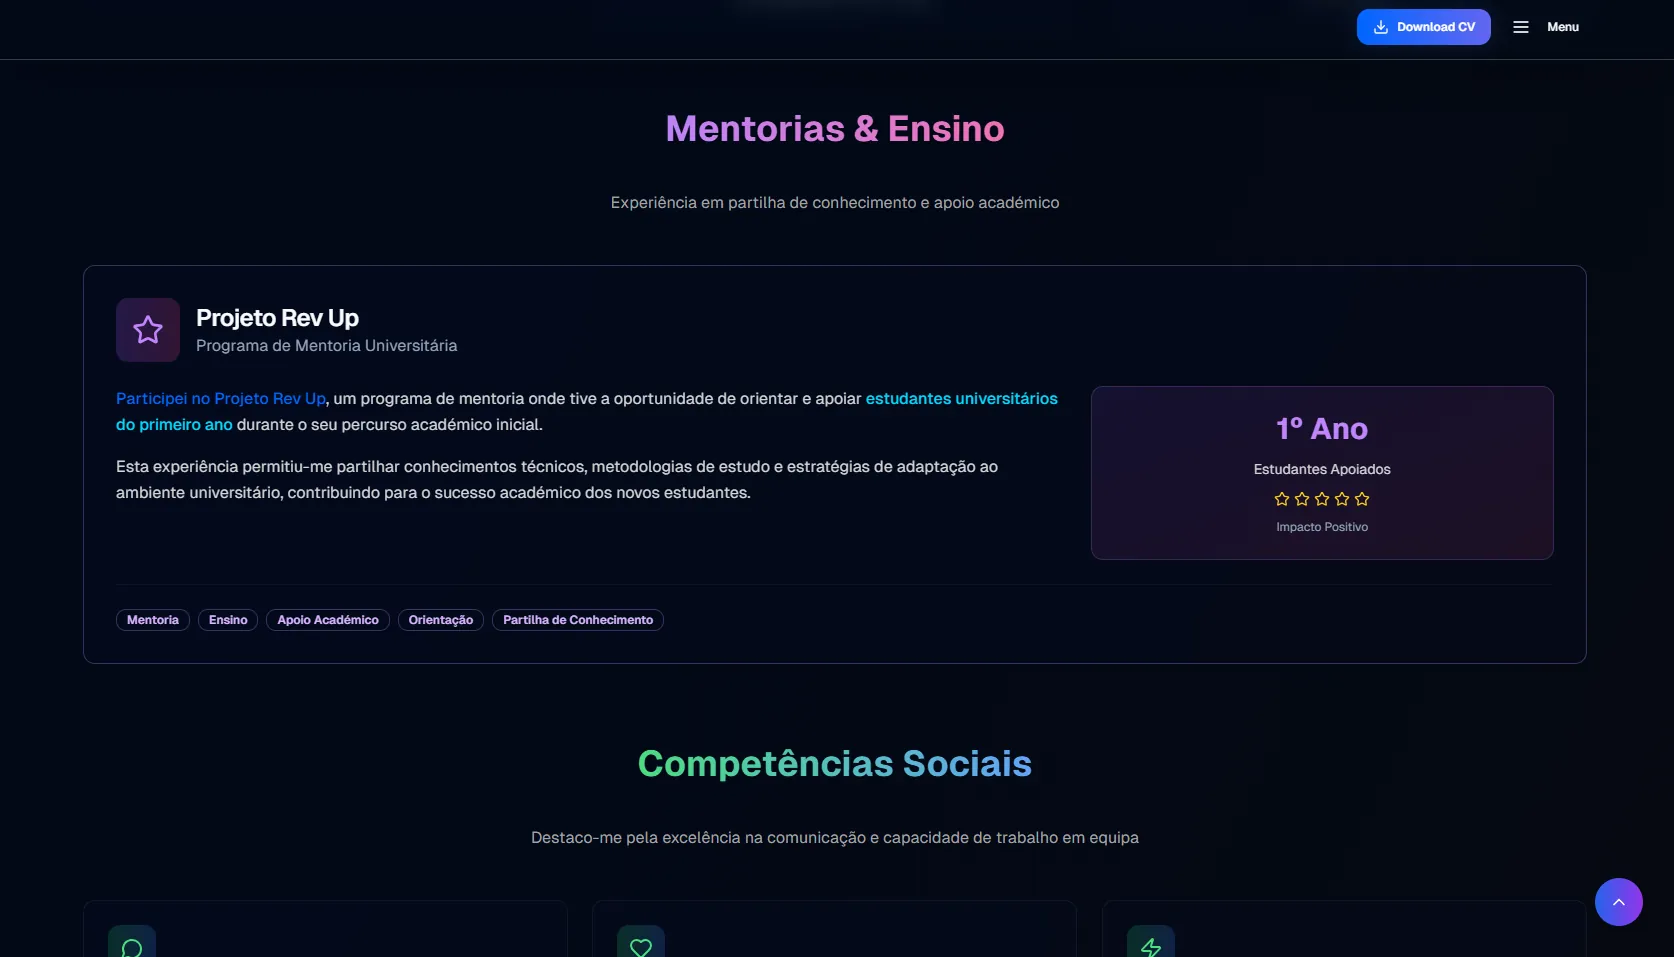 Download CV
Menu
Mentorias & Ensino
Experiência em partilha de conhecimento e apoio académico
Projeto Rev Up
Programa de Mentoria Universitária
Participei no Projeto Rev Up, um programa de mentoria onde tive a oportunidade de orientar e apoiar estudantes universitários
do primeiro ano durante o seu percurso académico inicial.
Esta experiência permitiu-me partilhar conhecimentos técnicos, metodologias de estudo e estratégias de adaptação ao
ambiente universitário, contribuindo para o sucesso académico dos novos estudantes.
1º Ano
Estudantes Apoiados
Impacto Positivo
Mentoria
Ensino
Apoio Académico
Orientação
Partilha de Conhecimento
Competências Sociais
Destaco-me pela excelência na comunicação e capacidade de trabalho em equipa